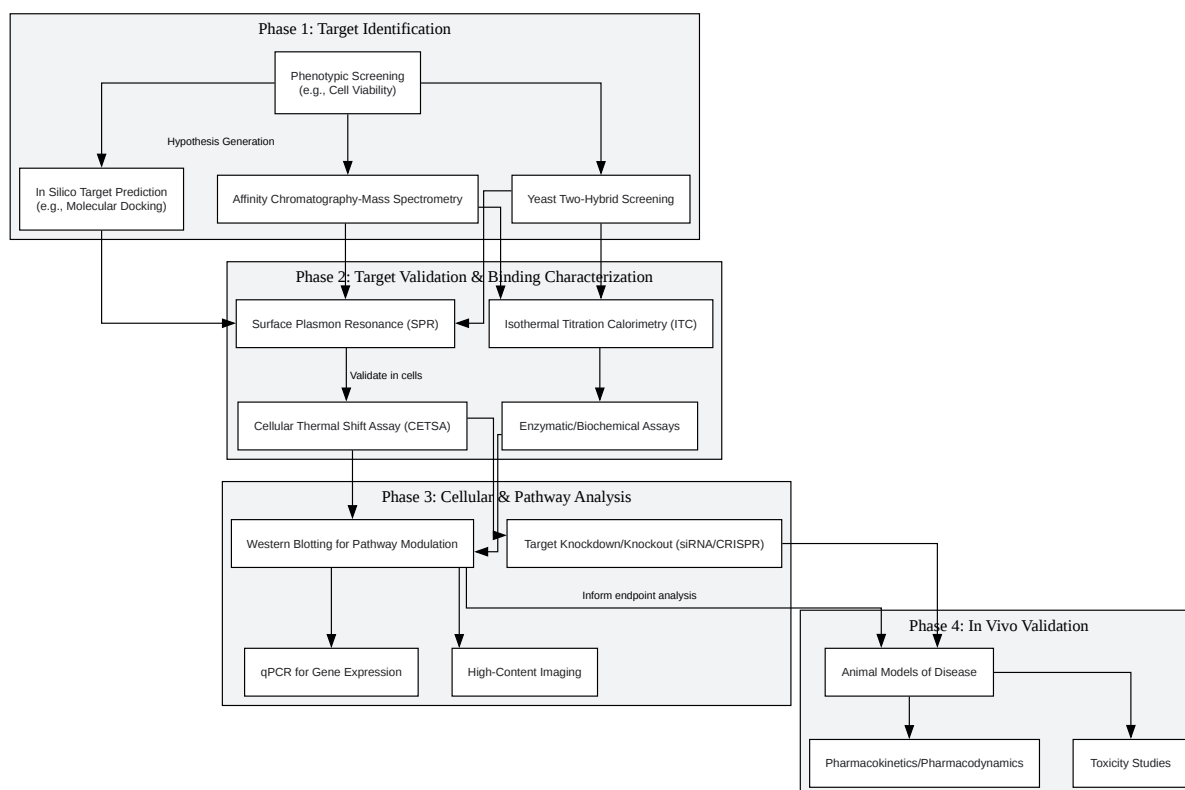 Phase 1: Target Identification
Phenotypic Screening
(e.g., Cell Viability)
Hypothesis Generation
In Silico Target Prediction
(e.g., Molecular Docking)
Affinity Chromatography-Mass Spectrometry
Yeast Two-Hybrid Screening
Phase 2: Target Validation & Binding Characterization
Surface Plasmon Resonance (SPR)
Isothermal Titration Calorimetry (ITC)
Validate in cells
Cellular Thermal Shift Assay (CETSA)
Enzymatic/Biochemical Assays
Phase 3: Cellular & Pathway Analysis
Western Blotting for Pathway Modulation
Target Knockdown/Knockout (siRNA/CRISPR)
Inform endpoint analysis
qPCR for Gene Expression
High-Content Imaging
Phase 4: In Vivo Validation
Animal Models of Disease
Pharmacokinetics/Pharmacodynamics
Toxicity Studies